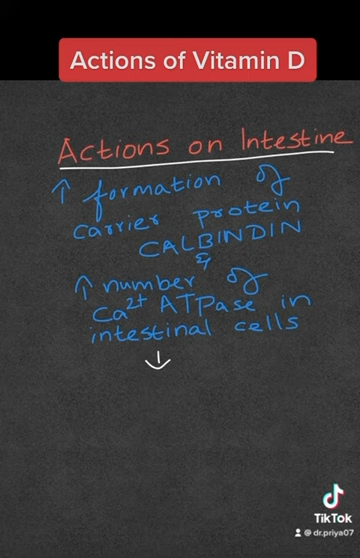 Actions of Vitamin D
Actions on Intestine
↑ formation of
carrier protein
CALBINDIN
&
↑ number of
Ca²⁺ ATPase in
intestinal cells
↓
TikTok
@dr.priya07